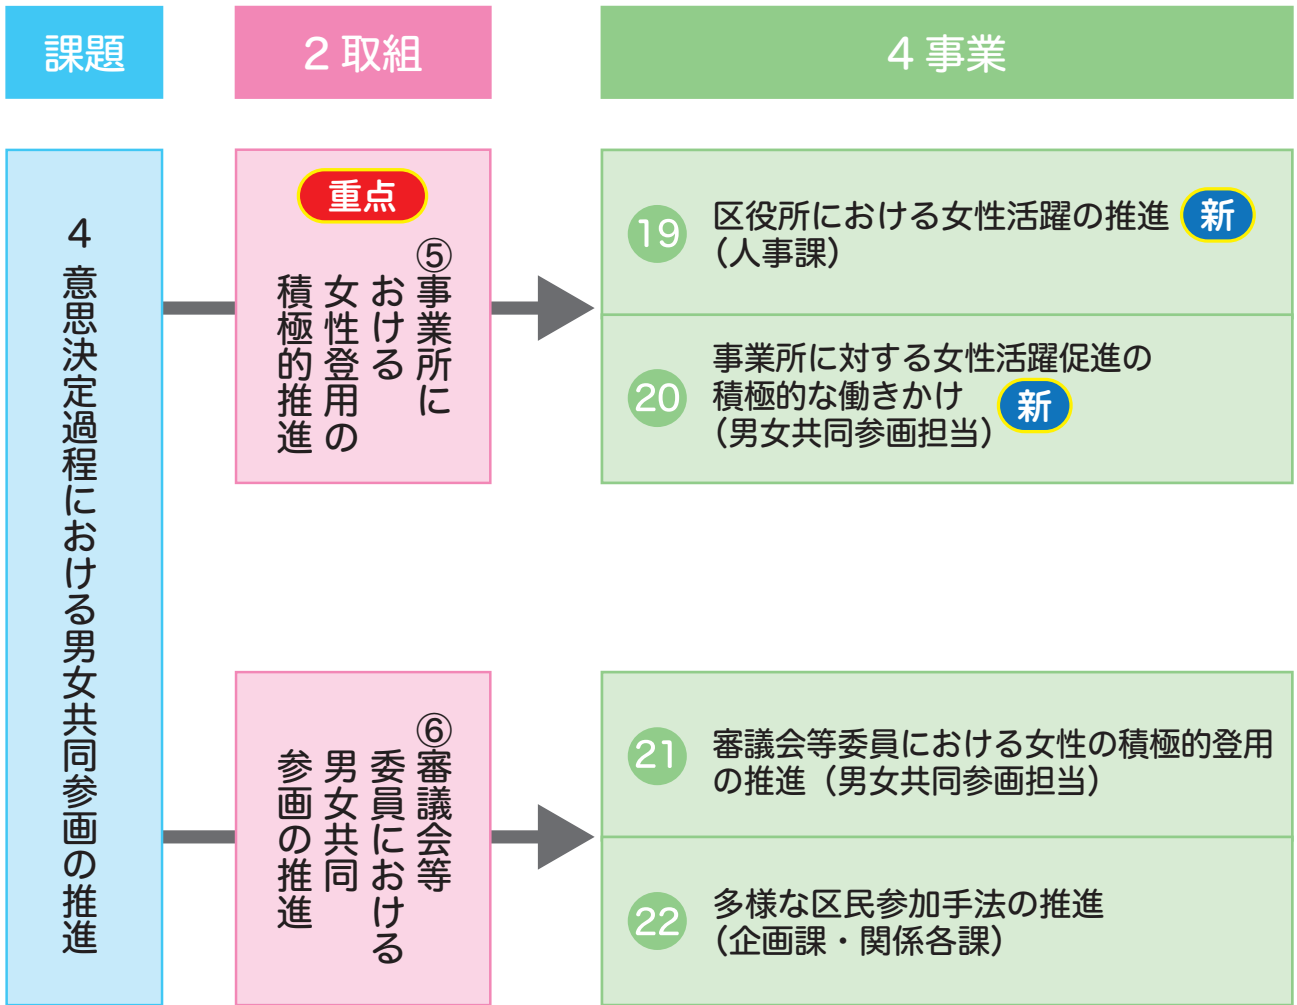 課題
2 取組
4 事業
4 意思決定過程における男女共同参画の推進
重点
⑤事業所に
おける
女性登用の
積極的推進
19
区役所における女性活躍の推進 新
(人事課)
20
事業所に対する女性活躍促進の
積極的な働きかけ 新
(男女共同参画担当)
⑥審議会等
委員における
男女共同
参画の推進
21
審議会等委員における女性の積極的登用
の推進(男女共同参画担当)
22
多様な区民参加手法の推進
(企画課・関係各課)